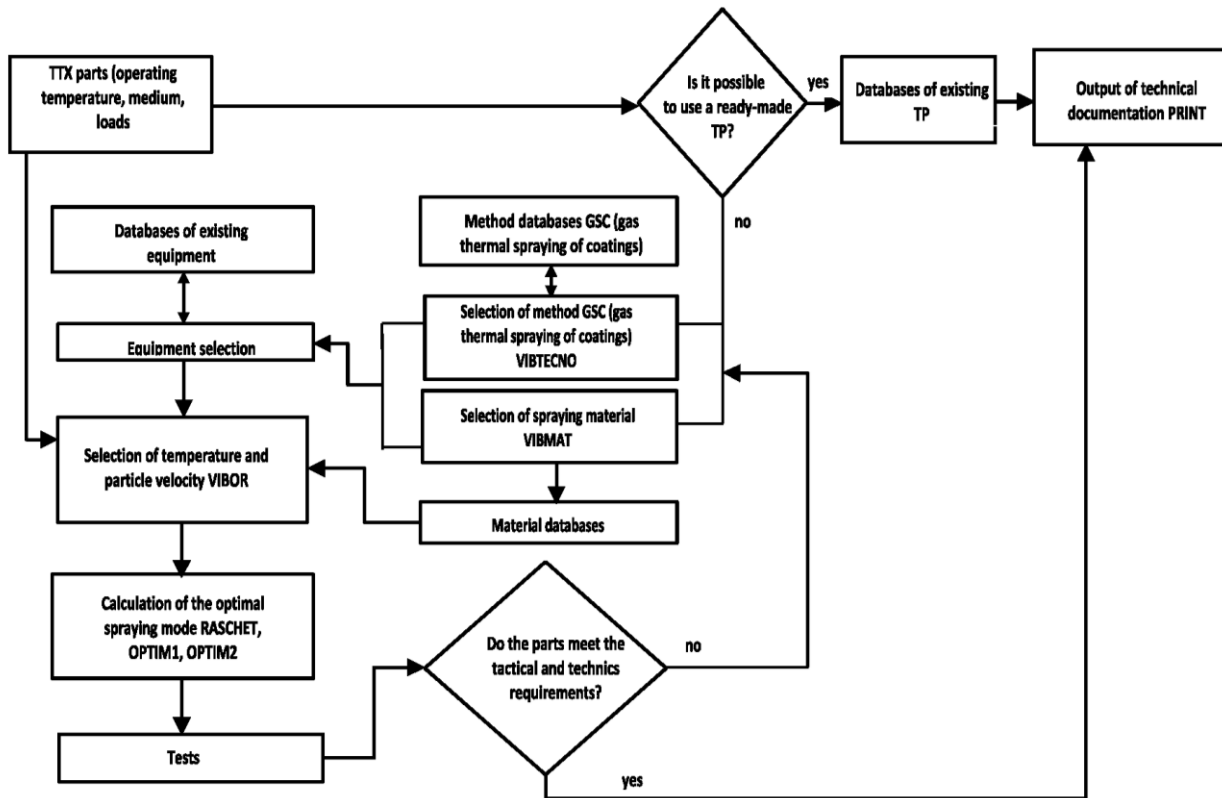 TTX parts (operating
temperature, medium,
loads
Is it possible
to use a ready-made
TP?
yes
Databases of existing
TP
Output of technical
documentation PRINT
no
Databases of existing
equipment
Method databases GSC (gas
thermal spraying of coatings)
Equipment selection
Selection of method GSC (gas
thermal spraying of coatings)
VIBTECNO
Selection of spraying material
VIBMAT
Selection of temperature and
particle velocity VIBOR
Material databases
Calculation of the optimal
spraying mode RASCHET,
OPTIM1, OPTIM2
Do the parts meet the
tactical and technics
requirements?
no
Tests
yes